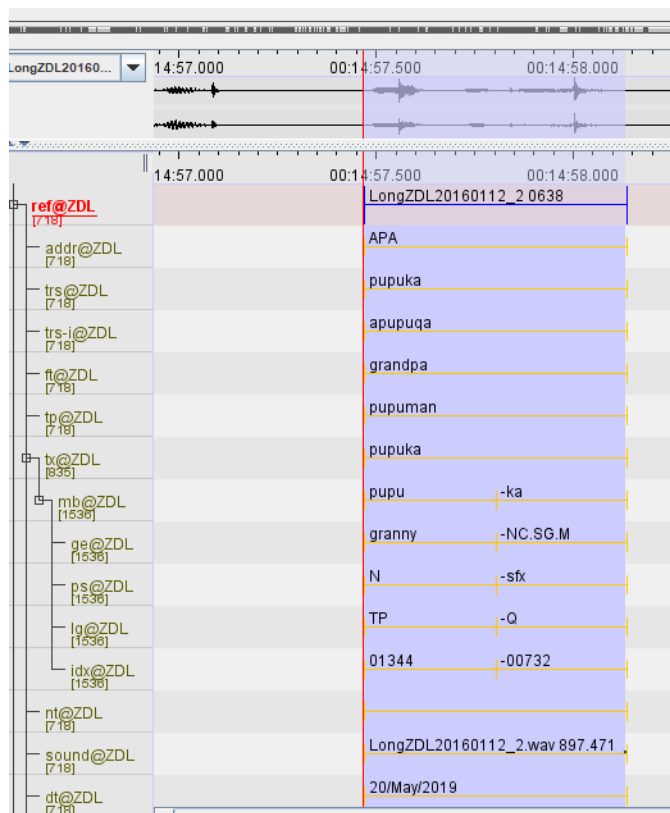 LongZDL20160...
14:57.000 00:14:57.500 00:14:58.000
14:57.000 00:14:57.500 00:14:58.000
ref@ZDL LongZDL20160112_2 0638
[718]
addr@ZDL APA
[718]
trs@ZDL pupuka
[718]
trs-i@ZDL apupuqa
[718]
ft@ZDL grandpa
[718]
tp@ZDL pupuman
[718]
tx@ZDL pupuka
[835]
mb@ZDL pupu -ka
[1536]
ge@ZDL granny -NC.SG.M
[1536]
ps@ZDL N -sfx
[1536]
lg@ZDL TP -Q
[1536]
idx@ZDL 01344 -00732
[1536]
nt@ZDL
[718]
sound@ZDL LongZDL20160112_2.wav 897.471
[718]
dt@ZDL 20/May/2019
[718]